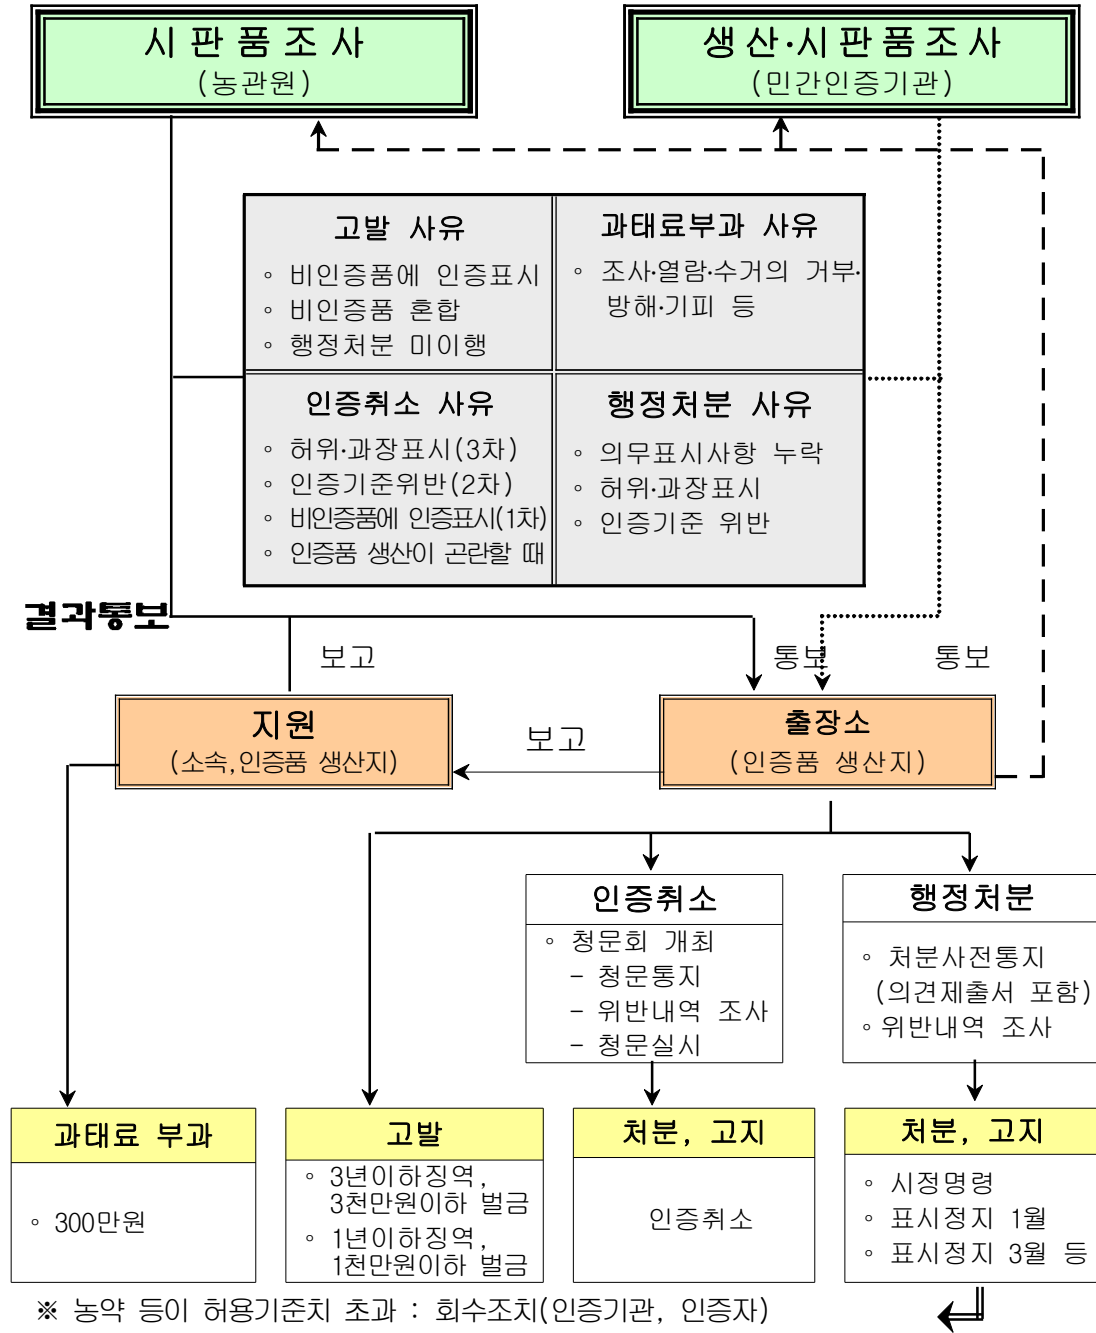 시판품조사
(농관원)
생산·시판품조사
(민간인증기관)
고발 사유
◦ 비인증품에 인증표시
◦ 비인증품 혼합
◦ 행정처분 미이행
과태료부과 사유
◦ 조사·열람·수거의 거부·
방해·기피 등
인증취소 사유
◦ 허위·과장표시(3차)
◦ 인증기준위반(2차)
◦ 비인증품에 인증표시(1차)
◦ 인증품 생산이 곤란할 때
행정처분 사유
◦ 의무표시사항 누락
◦ 허위·과장표시
◦ 인증기준 위반
결과통보
보고
통보
통보
지원
(소속,인증품 생산지)
보고
출장소
(인증품 생산지)
인증취소
◦ 청문회 개최
- 청문통지
- 위반내역 조사
- 청문실시
행정처분
◦ 처분사전통지
(의견제출서 포함)
◦ 위반내역 조사
과태료 부과
◦ 300만원
고발
◦ 3년이하징역,
3천만원이하 벌금
◦ 1년이하징역,
1천만원이하 벌금
처분, 고지
인증취소
처분, 고지
◦ 시정명령
◦ 표시정지 1월
◦ 표시정지 3월 등
※ 농약 등이 허용기준치 초과 : 회수조치(인증기관, 인증자)